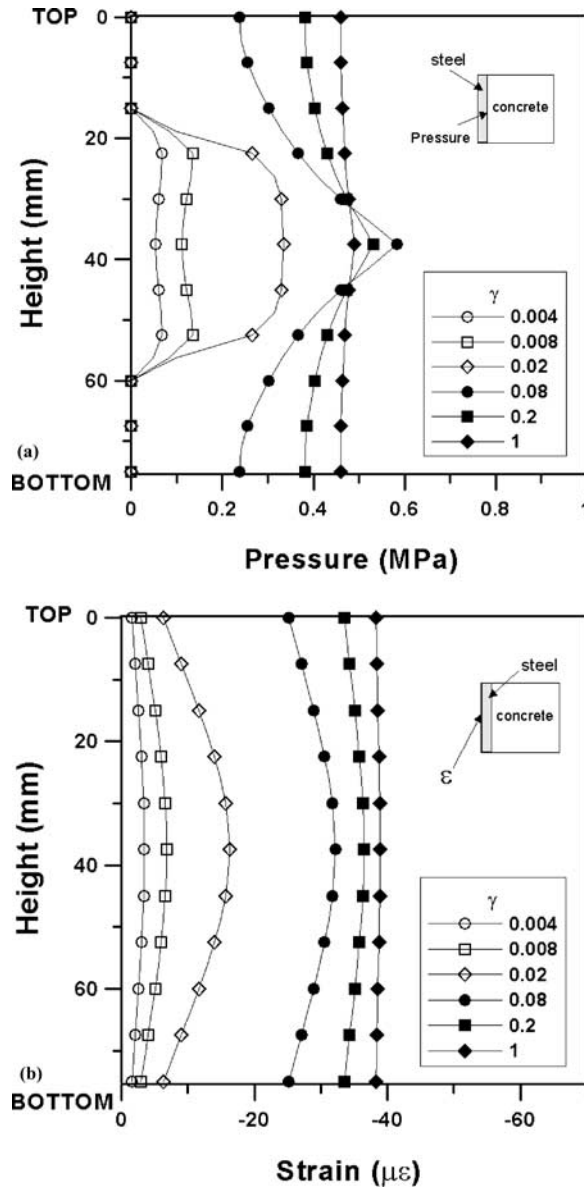 TOP
0
20
40
60
BOTTOM
Height (mm)
(a)
steel
concrete
Pressure
γ
0.004
0.008
0.02
0.08
0.2
1
0 0.2 0.4 0.6 0.8 1
Pressure (MPa)
TOP
0
20
40
60
BOTTOM
Height (mm)
(b)
steel
concrete
ε
γ
0.004
0.008
0.02
0.08
0.2
1
0 -20 -40 -60
Strain (με)